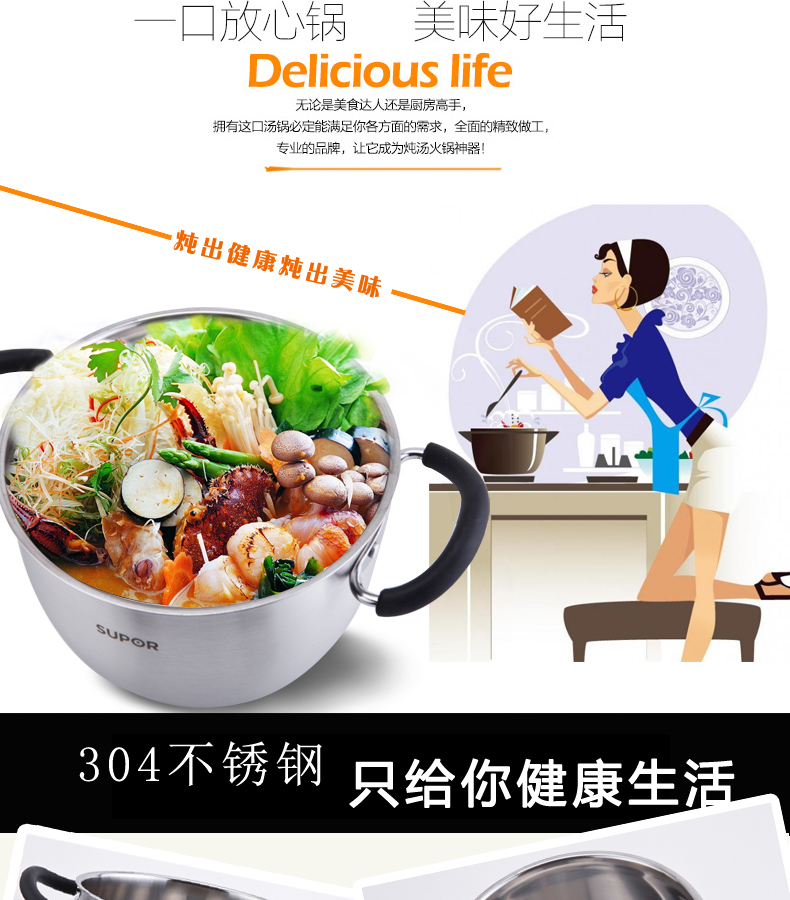 一口放心锅 美味好生活
Delicious life
无论是美食达人还是厨房高手，
拥有这口汤锅必定能满足你各方面的需求，全面的精致做工，
专业的品牌，让它成为炖汤火锅神器！
炖出健康炖出美味
SUPOR
304不锈钢 只给你健康生活